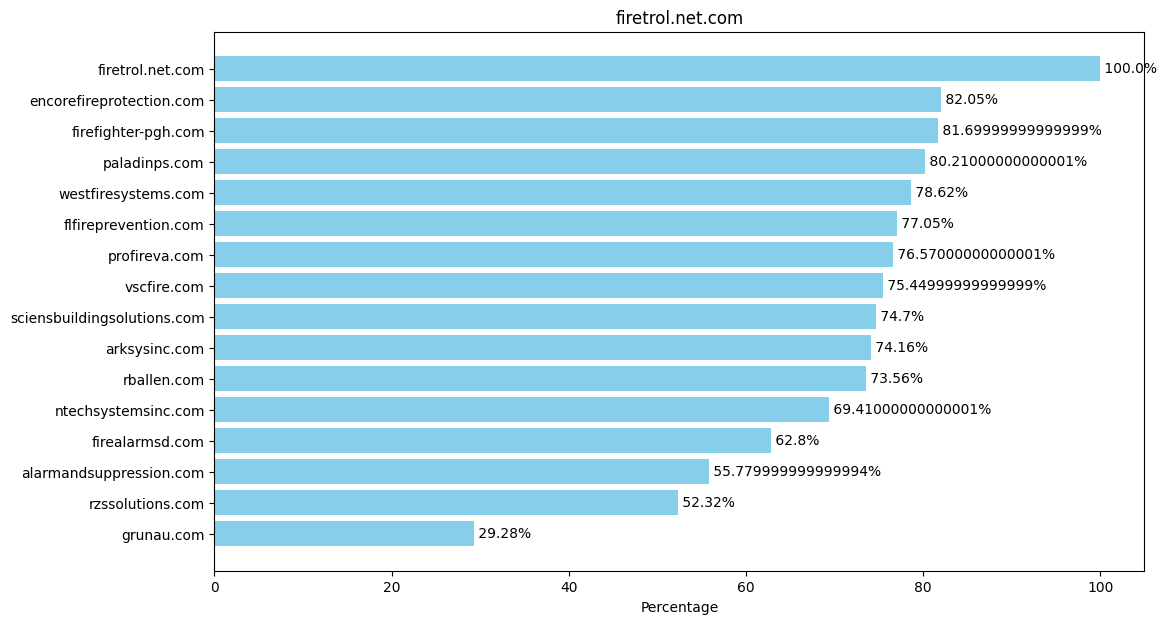 firetrol.net.com
firetrol.net.com 100.0%
encorefireprotection.com 82.05%
firefighter-pgh.com 81.69999999999999%
paladinps.com 80.21000000000001%
westfiresystems.com 78.62%
flfireprevention.com 77.05%
profireva.com 76.57000000000001%
vscfire.com 75.44999999999999%
sciensbuildingsolutions.com 74.7%
arksysinc.com 74.16%
rballen.com 73.56%
ntechsystemsinc.com 69.41000000000001%
firealarmsd.com 62.8%
alarmandsuppression.com 55.779999999999994%
rzssolutions.com 52.32%
grunau.com 29.28%
0 20 40 60 80 100
Percentage